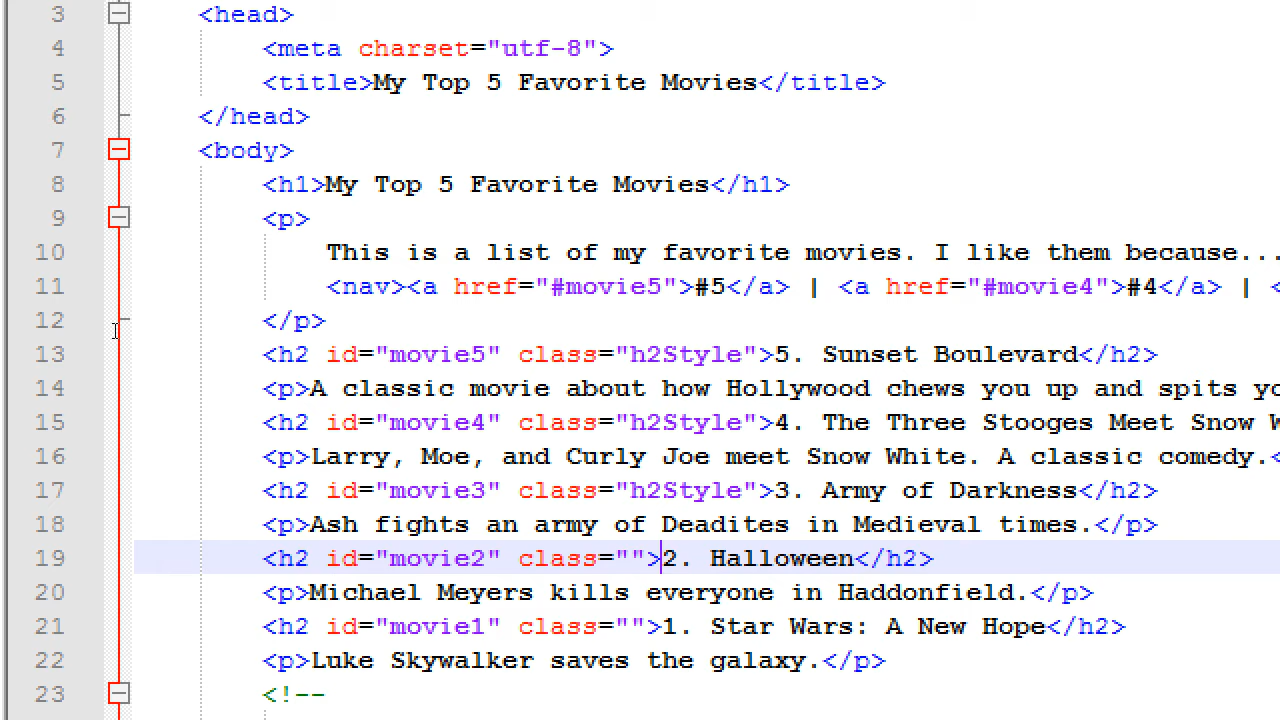 3 <head>
4 <meta charset="utf-8">
5 <title>My Top 5 Favorite Movies</title>
6 </head>
7 <body>
8 <h1>My Top 5 Favorite Movies</h1>
9 <p>
10 This is a list of my favorite movies. I like them because...
11 <nav><a href="#movie5">#5</a> | <a href="#movie4">#4</a> | <
12 </p>
13 <h2 id="movie5" class="h2Style">5. Sunset Boulevard</h2>
14 <p>A classic movie about how Hollywood chews you up and spits yo
15 <h2 id="movie4" class="h2Style">4. The Three Stooges Meet Snow W
16 <p>Larry, Moe, and Curly Joe meet Snow White. A classic comedy.<
17 <h2 id="movie3" class="h2Style">3. Army of Darkness</h2>
18 <p>Ash fights an army of Deadites in Medieval times.</p>
19 <h2 id="movie2" class="">2. Halloween</h2>
20 <p>Michael Meyers kills everyone in Haddonfield.</p>
21 <h2 id="movie1" class="">1. Star Wars: A New Hope</h2>
22 <p>Luke Skywalker saves the galaxy.</p>
23 <!--